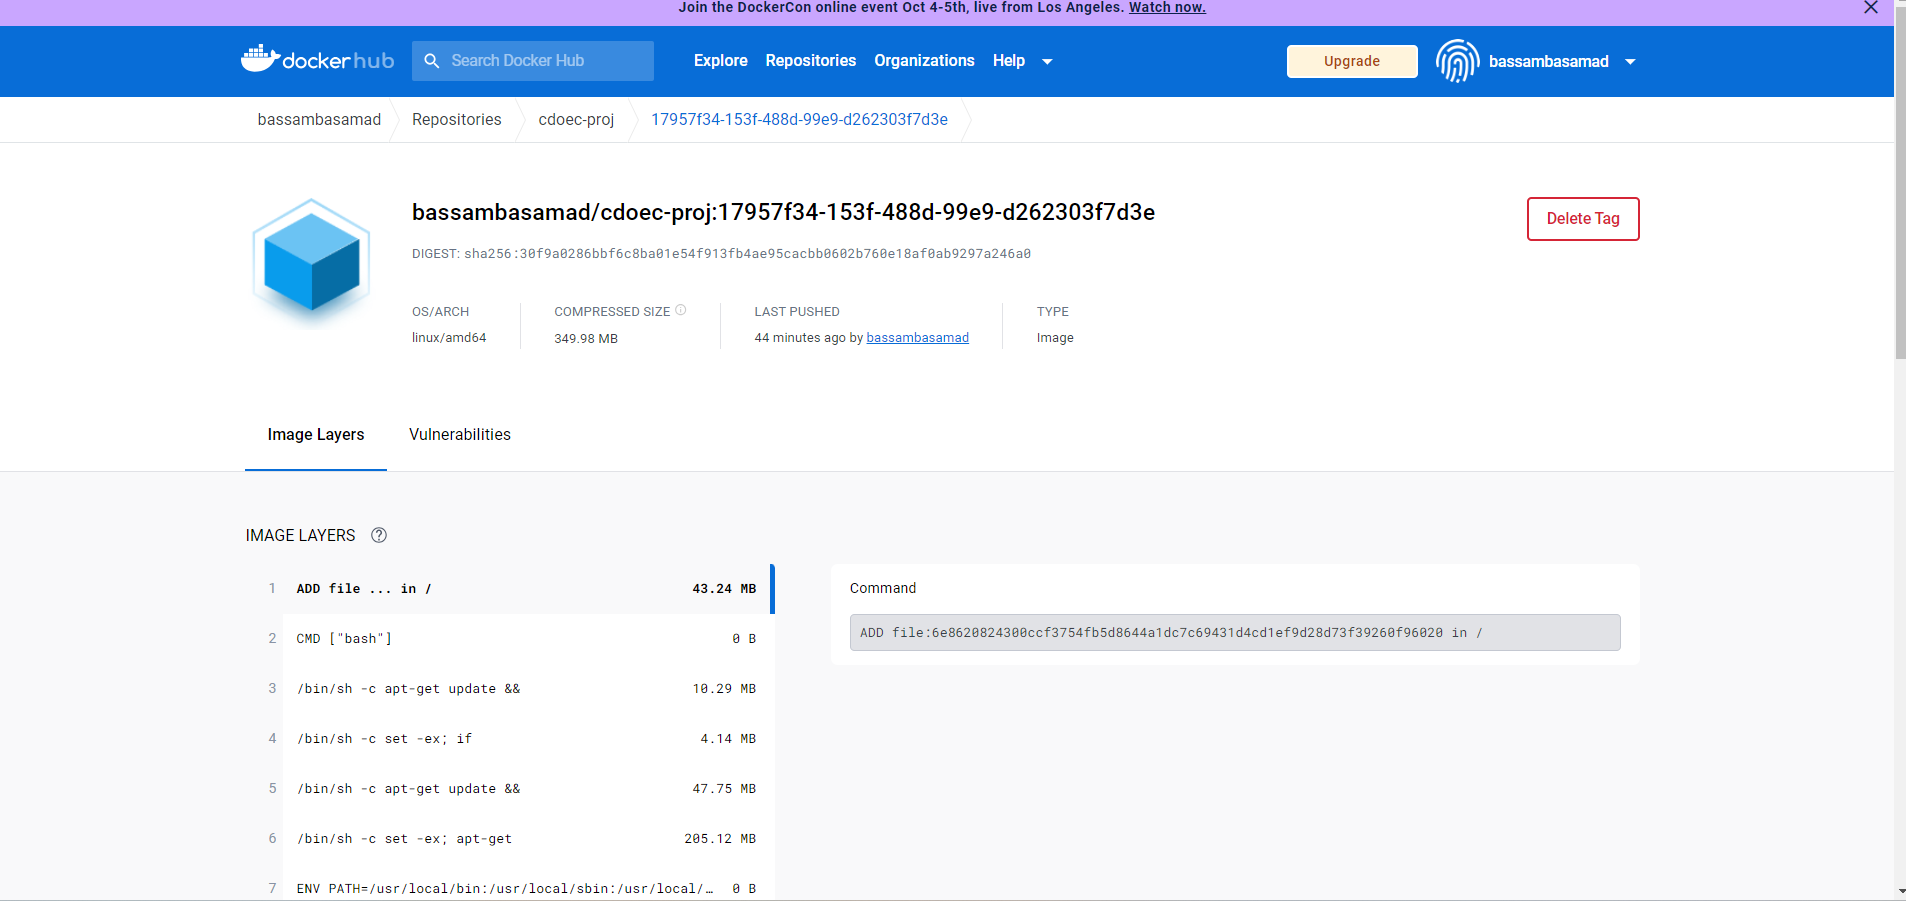 Join the DockerCon online event Oct 4-5th, live from Los Angeles. Watch now.
dockerhub
Search Docker Hub
Explore Repositories Organizations Help
Upgrade
bassambasamad
bassambasamad Repositories cdoec-proj 17957f34-153f-488d-99e9-d262303f7d3e
bassambasamad/cdoec-proj:17957f34-153f-488d-99e9-d262303f7d3e
Delete Tag
DIGEST: sha256:30f9a0286bbf6c8ba01e54f913fb4ae95cacbb0602b760e18af0ab9297a246a0
OS/ARCH COMPRESSED SIZE LAST PUSHED TYPE
linux/amd64 349.98 MB 44 minutes ago by bassambasamad Image
Image Layers Vulnerabilities
IMAGE LAYERS ?
1 ADD file ... in / 43.24 MB
2 CMD ["bash"] 0 B
3 /bin/sh -c apt-get update && 10.29 MB
4 /bin/sh -c set -ex; if 4.14 MB
5 /bin/sh -c apt-get update && 47.75 MB
6 /bin/sh -c set -ex; apt-get 205.12 MB
7 ENV PATH=/usr/local/bin:/usr/local/sbin:/usr/local/… 0 B
Command
ADD file:6e8620824300ccf3754fb5d8644a1dc7c69431d4cd1ef9d28d73f39260f96020 in /